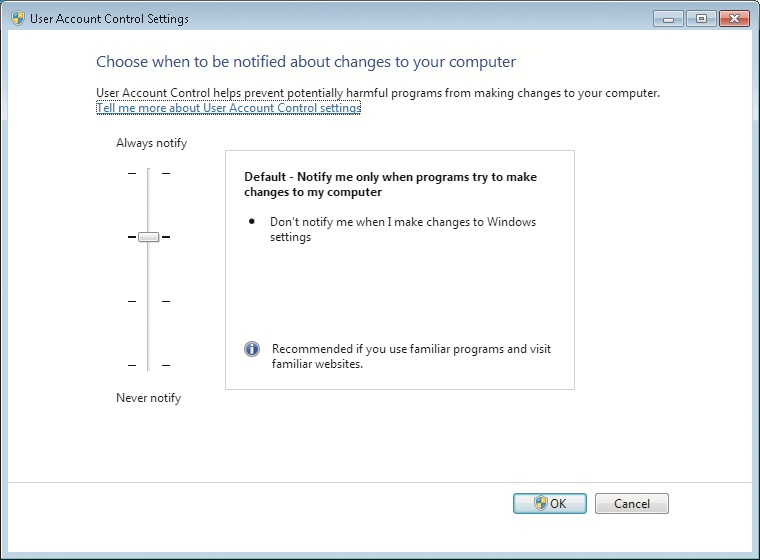 User Account Control Settings
Choose when to be notified about changes to your computer
User Account Control helps prevent potentially harmful programs from making changes to your computer.
Tell me more about User Account Control settings
Always notify
Default - Notify me only when programs try to make
changes to my computer
• Don't notify me when I make changes to Windows
settings
Recommended if you use familiar programs and visit
familiar websites.
Never notify
OK
Cancel